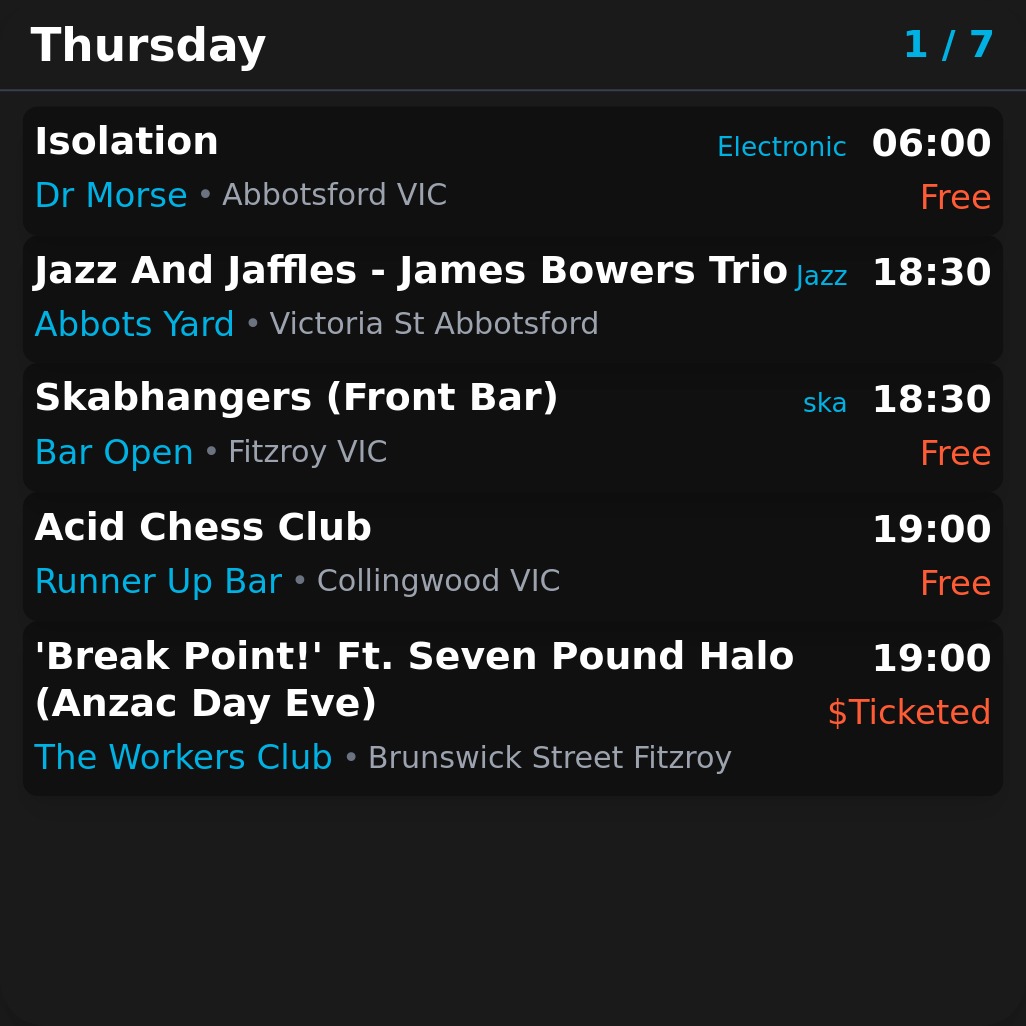 Thursday 1 / 7
Isolation Electronic 06:00
Dr Morse • Abbotsford VIC Free
Jazz And Jaffles - James Bowers Trio Jazz 18:30
Abbots Yard • Victoria St Abbotsford
Skabhangers (Front Bar) ska 18:30
Bar Open • Fitzroy VIC Free
Acid Chess Club 19:00
Runner Up Bar • Collingwood VIC Free
'Break Point!' Ft. Seven Pound Halo 19:00
(Anzac Day Eve) $Ticketed
The Workers Club • Brunswick Street Fitzroy